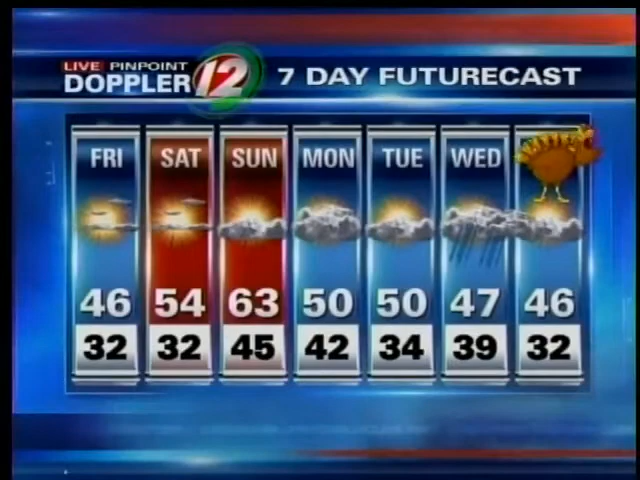 LIVE PINPOINT
DOPPLER 12
7 DAY FUTURECAST
FRI SAT SUN MON TUE WED
46 54 63 50 50 47 46
32 32 45 42 34 39 32